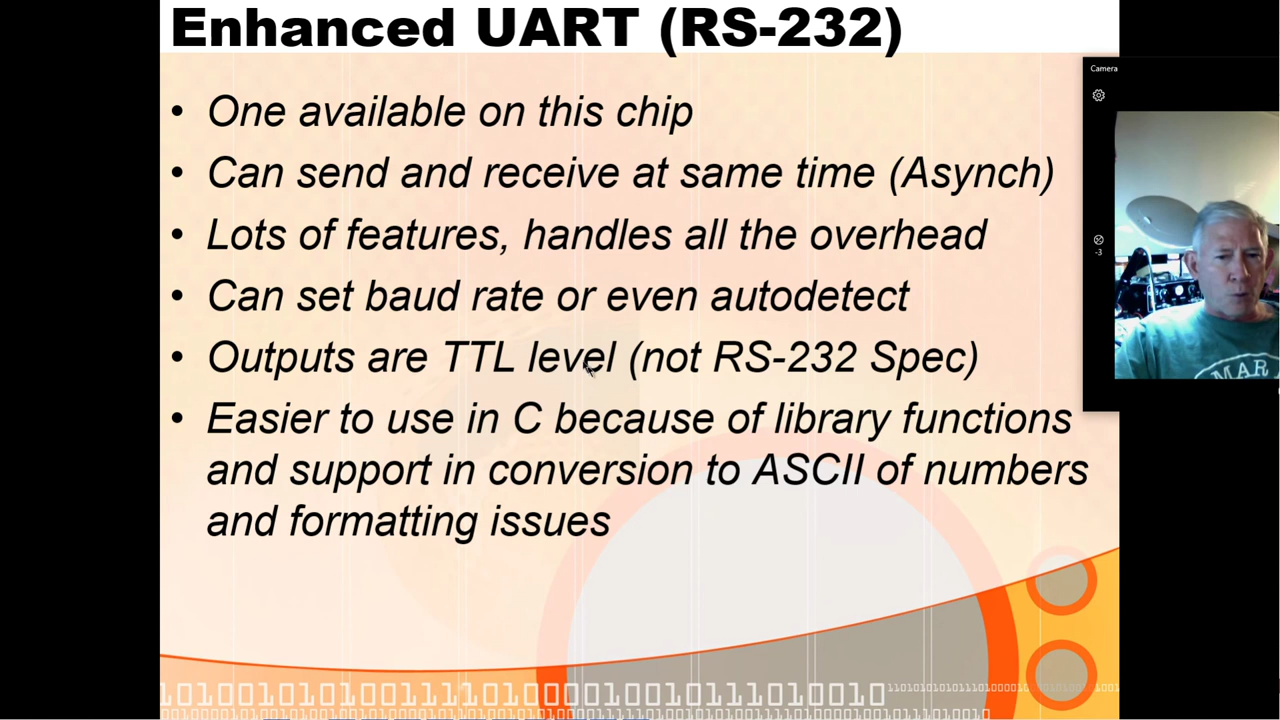 Enhanced UART (RS-232)
• One available on this chip
• Can send and receive at same time (Asynch)
• Lots of features, handles all the overhead
• Can set baud rate or even autodetect
• Outputs are TTL level (not RS-232 Spec)
• Easier to use in C because of library functions
and support in conversion to ASCII of numbers
and formatting issues
Camera
-3
MAR